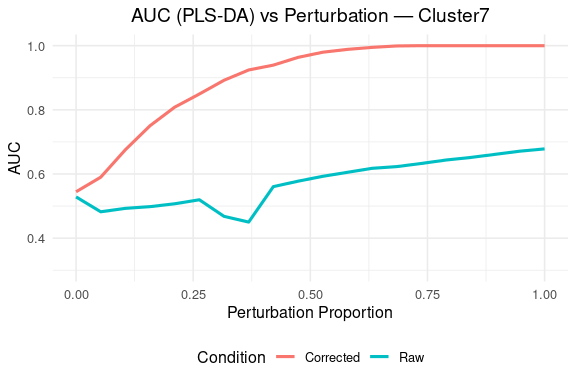 AUC (PLS-DA) vs Perturbation — Cluster7
AUC
1.0
0.8
0.6
0.4
0.00 0.25 0.50 0.75 1.00
Perturbation Proportion
Condition Corrected Raw